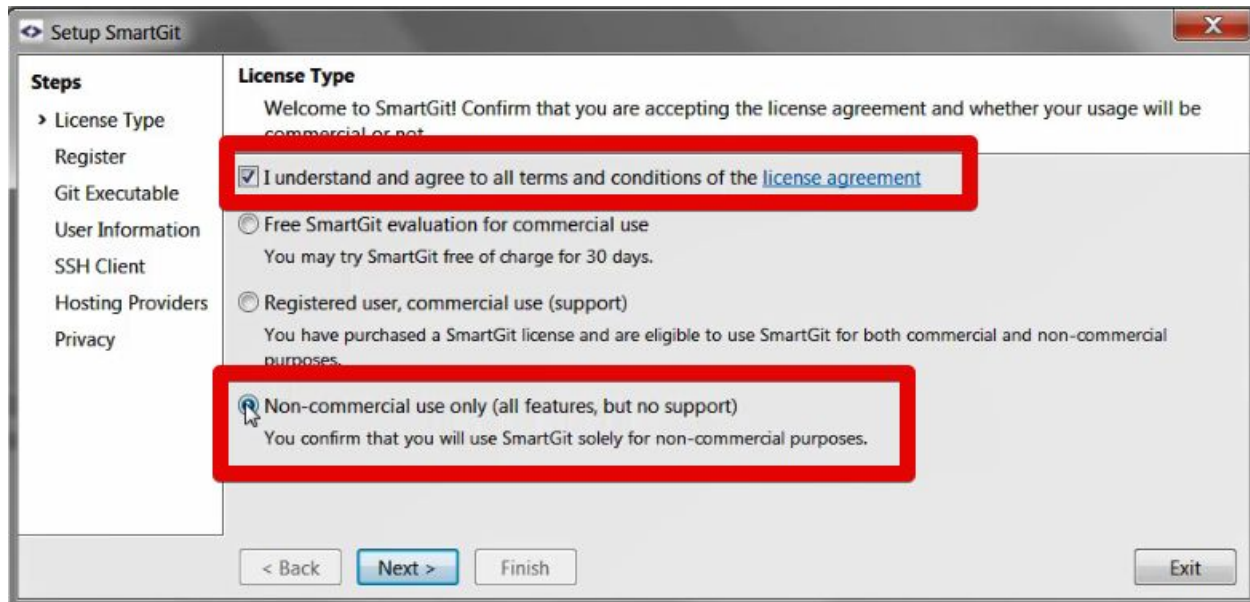 Setup SmartGit
X
Steps
License Type
Register
Git Executable
User Information
SSH Client
Hosting Providers
Privacy
License Type
Welcome to SmartGit! Confirm that you are accepting the license agreement and whether your usage will be
commercial or not.
I understand and agree to all terms and conditions of the license agreement
Free SmartGit evaluation for commercial use
You may try SmartGit free of charge for 30 days.
Registered user, commercial use (support)
You have purchased a SmartGit license and are eligible to use SmartGit for both commercial and non-commercial
purposes.
Non-commercial use only (all features, but no support)
You confirm that you will use SmartGit solely for non-commercial purposes.
< Back
Next >
Finish
Exit